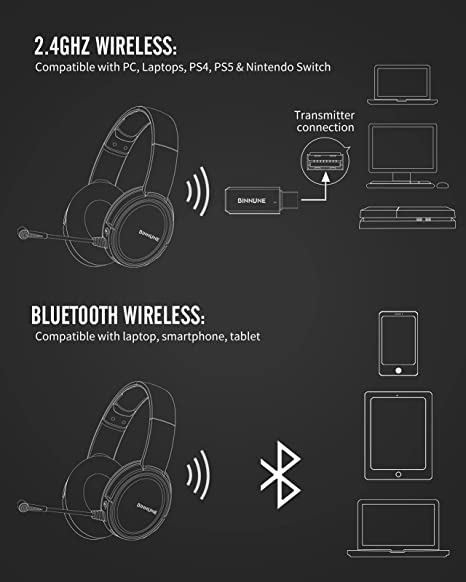 2.4GHZ WIRELESS:
Compatible with PC, Laptops, PS4, PS5 & Nintendo Switch
Transmitter
connection
BINNUNE
BINNUNE
BLUETOOTH WIRELESS:
Compatible with laptop, smartphone, tablet
BINNUNE